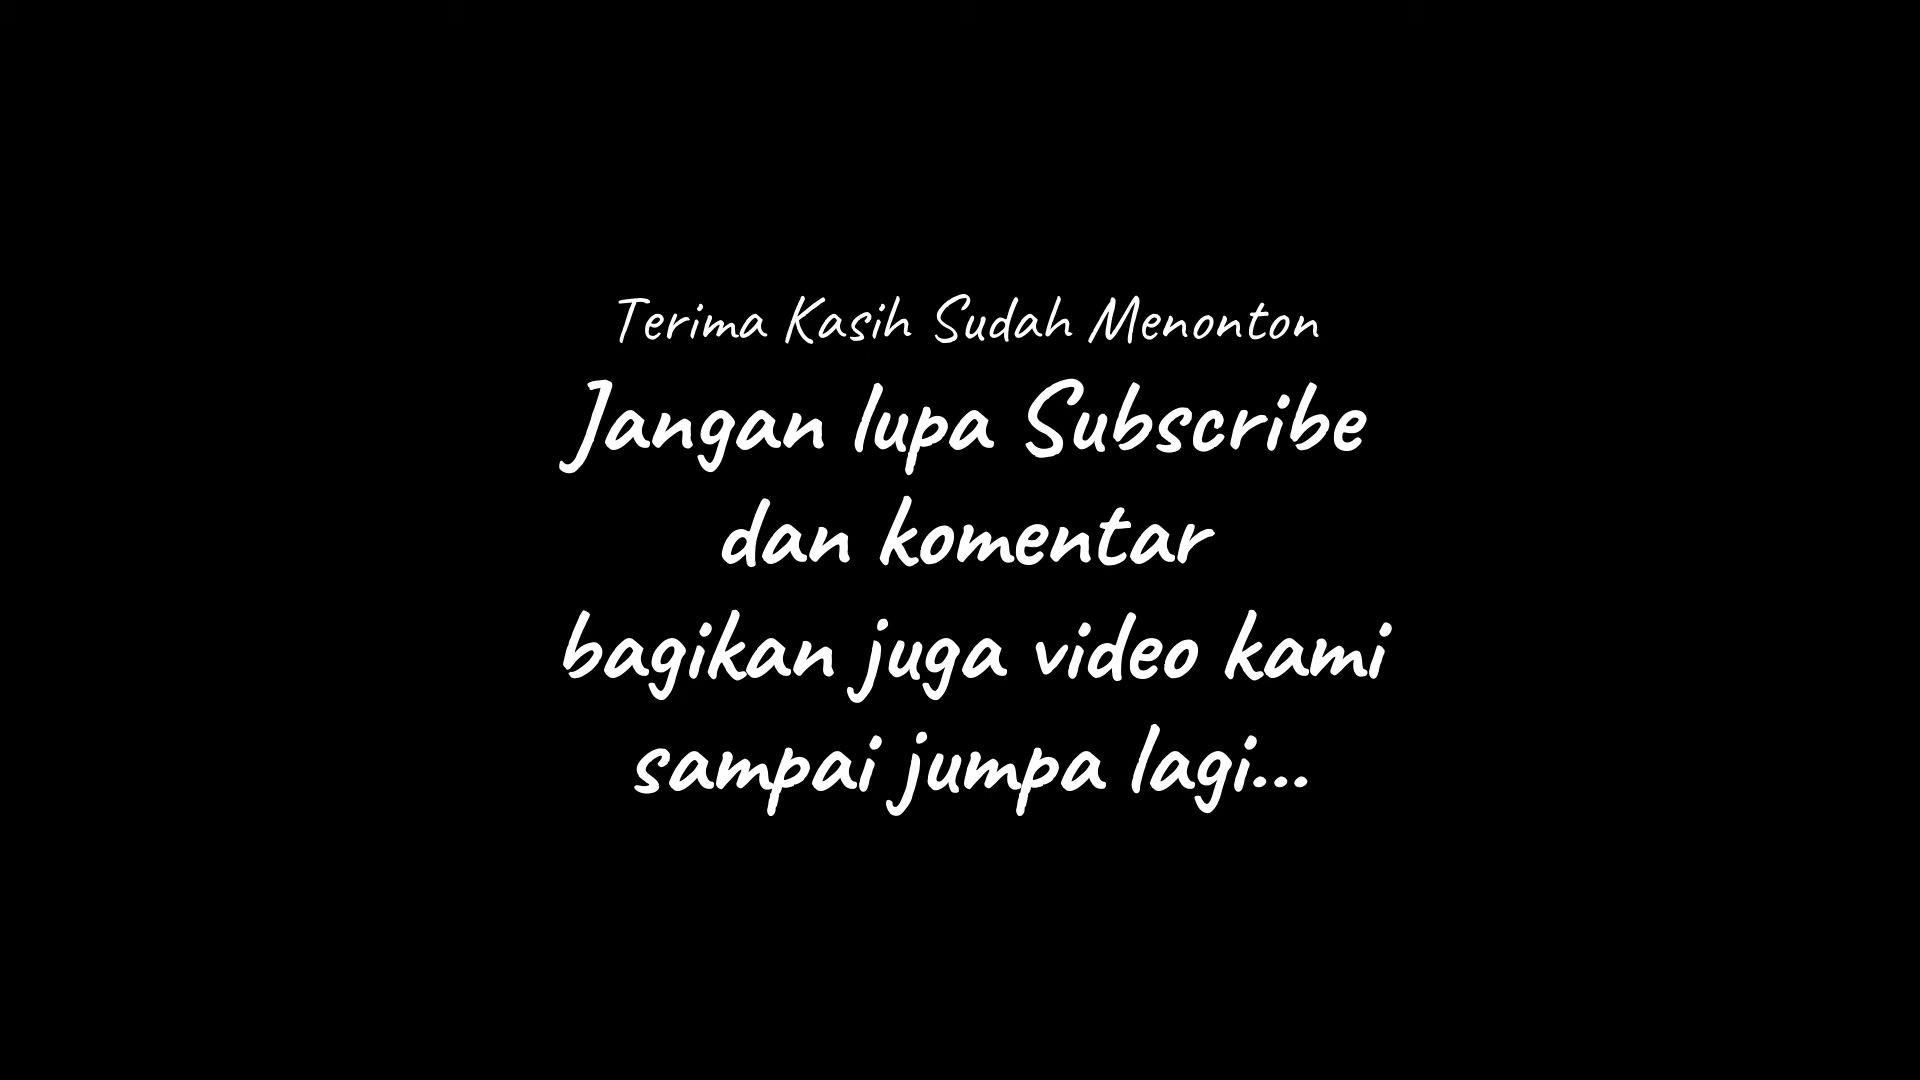 Terima Kasih Sudah Menonton
Jangan lupa Subscribe
dan komentar
bagikan juga video kami
sampai jumpa lagi...